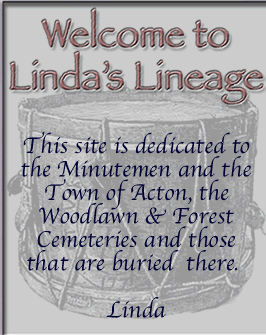 Welcome to
Linda's Lineage
This site is dedicated to
the Minutemen and the
Town of Acton, the
Woodlawn & Forest
Cemeteries and those
that are buried there.
Linda